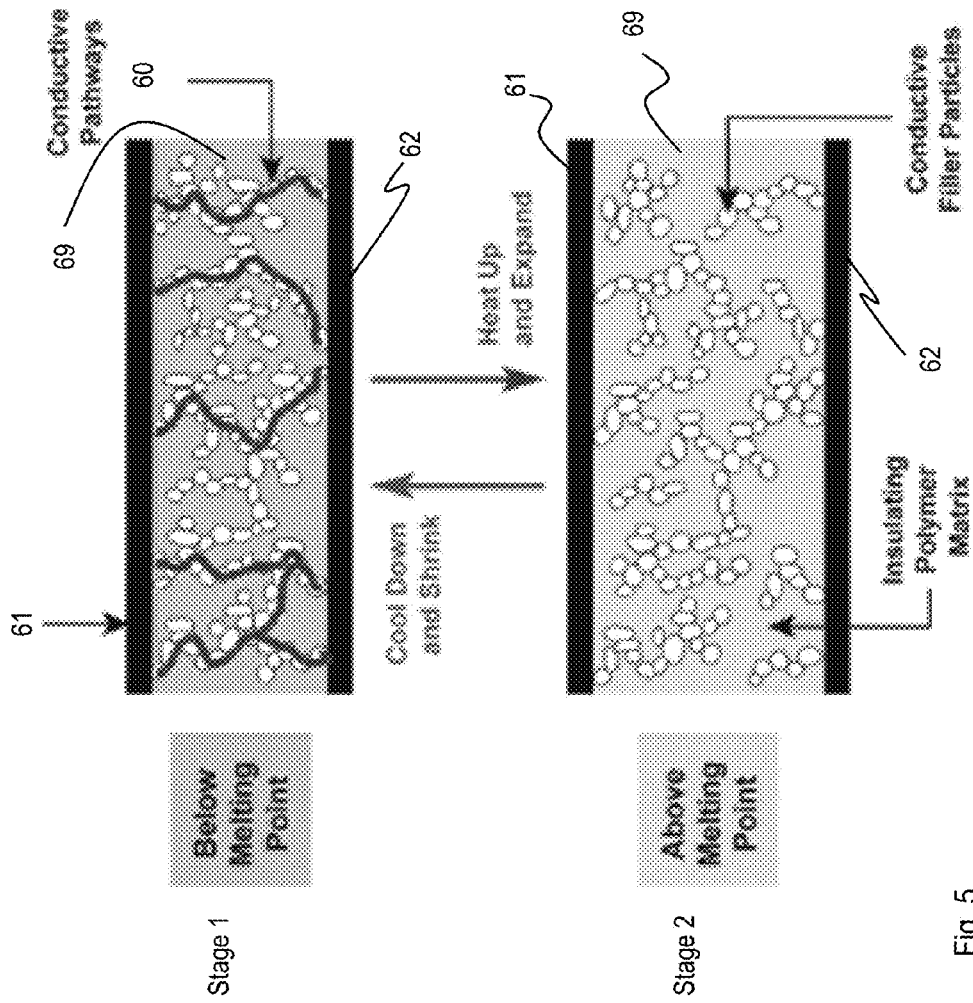 Stage 1
Below
Melting
Point
61
69
Conductive
Pathways
60
62
Cool Down
and Shrink
Heat Up
and Expand
Stage 2
Above
Melting
Point
61
69
Insulating
Polymer
Matrix
62
Conductive
Filler Particles
Fig. 5